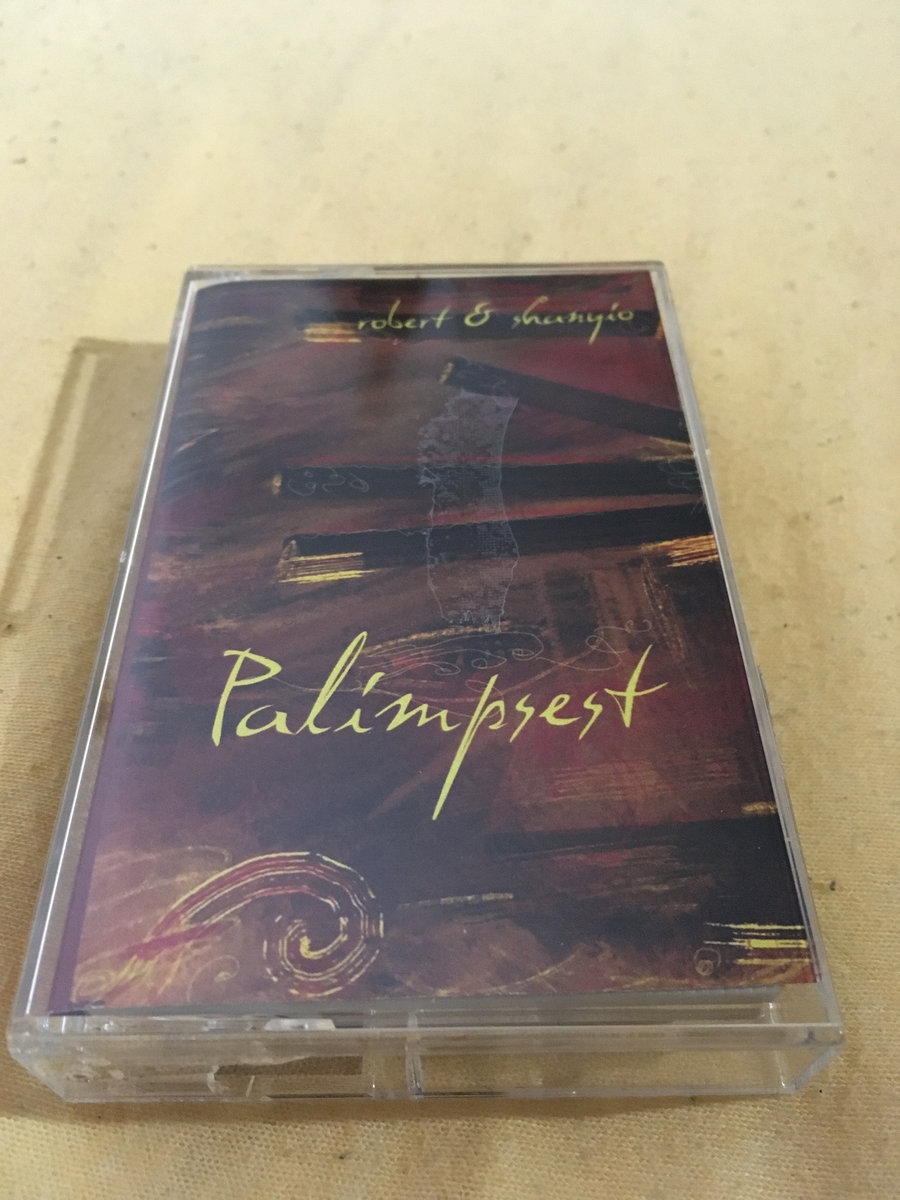 robert & shanyio
Palimpsest